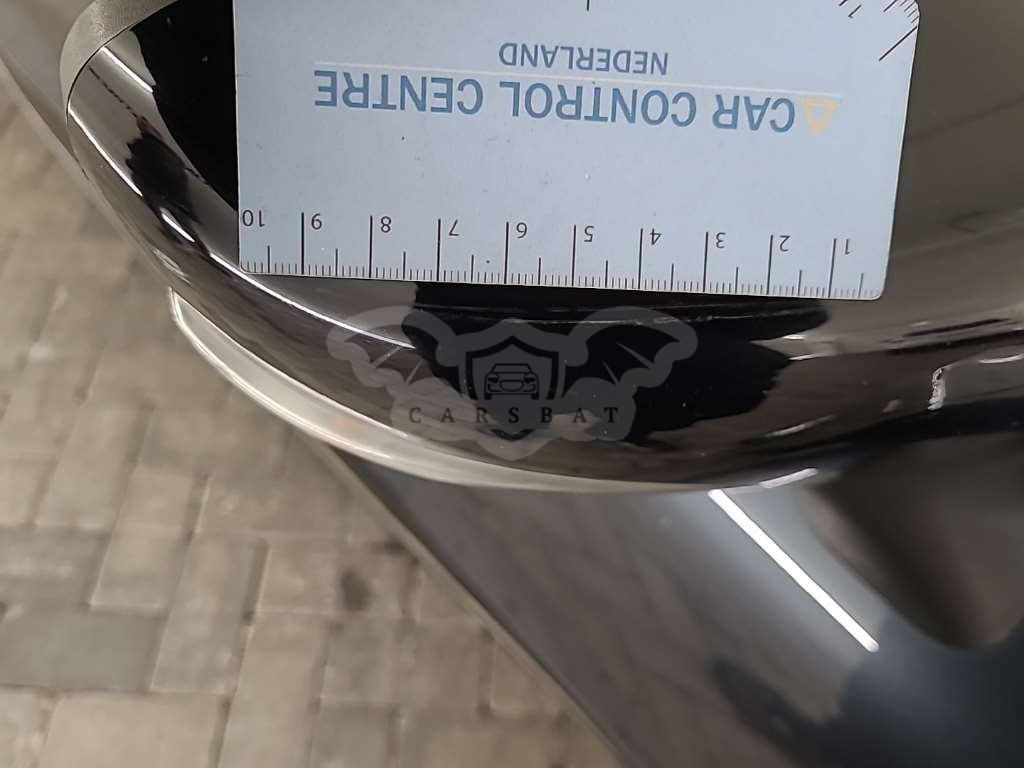 CAR CONTROL CENTRE
NEDERLAND
1 2 3 4 5 6 7 8 9 10
CARSBAT